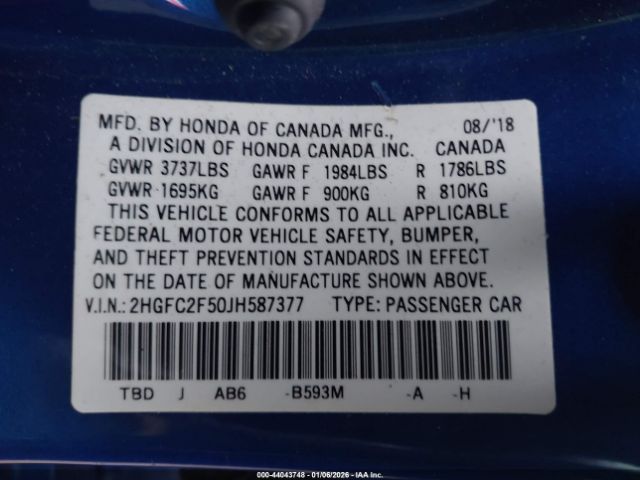 MFD. BY HONDA OF CANADA MFG., 08/'18
A DIVISION OF HONDA CANADA INC. CANADA
GVWR 3737LBS GAWR F 1984LBS R 1786LBS
GVWR 1695KG GAWR F 900KG R 810KG
THIS VEHICLE CONFORMS TO ALL APPLICABLE
FEDERAL MOTOR VEHICLE SAFETY, BUMPER,
AND THEFT PREVENTION STANDARDS IN EFFECT
ON THE DATE OF MANUFACTURE SHOWN ABOVE.
V.I.N.: 2HGFC2F50JH587377 TYPE: PASSENGER CAR
TBD J AB6 -B593M -A -H
000-44043748 - 01/06/2026 - IAA Inc.